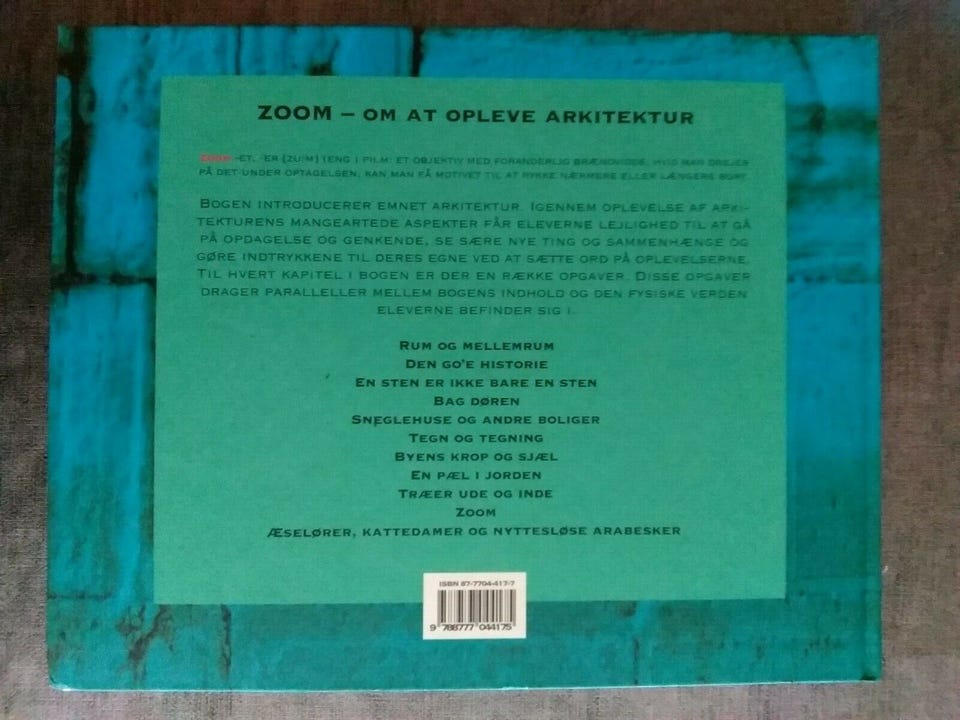 ZOOM – OM AT OPLEVE ARKITEKTUR
ZOOM -ET, -ER [ZU:M] (ENG.) FILM: ET OBJEKTIV MED FORANDERLIG BRÆNDVIDDE, HVIS MAN DREJER
PÅ DET UNDER OPTAGELSEN, KAN MAN FÅ MOTIVET TIL AT RYKKE NÆRMERE ELLER LÆNGERE BORT.
BOGEN INTRODUCERER EMNET ARKITEKTUR. IGENNEM OPLEVELSE AF ARKI-
TEKTURENS MANGEARTEDE ASPEKTER FÅR ELEVERNE LEJLIGHED TIL AT GÅ
PÅ OPDAGELSE OG GENKENDE, SE SÆRE NYE TING OG SAMMENHÆNGE OG
GØRE INDTRYKKENE TIL DERES EGNE VED AT SÆTTE ORD PÅ OPLEVELSERNE.
TIL HVERT KAPITEL I BOGEN ER DER EN RÆKKE OPGAVER. DISSE OPGAVER
DRAGER PARALLELLER MELLEM BOGENS INDHOLD OG DEN FYSISKE VERDEN
ELEVERNE BEFINDER SIG I.
RUM OG MELLEMRUM
DEN GO'E HISTORIE
EN STEN ER IKKE BARE EN STEN
BAG DØREN
SNEGLEHUSE OG ANDRE BOLIGER
TEGN OG TEGNING
BYENS KROP OG SJÆL
EN PÆL I JORDEN
TRÆER UDE OG INDE
ZOOM
ÆSELØRER, KATTEDAMER OG NYTTESLØSE ARABESKER
ISBN 87-7704-417-7
9 788777 044175